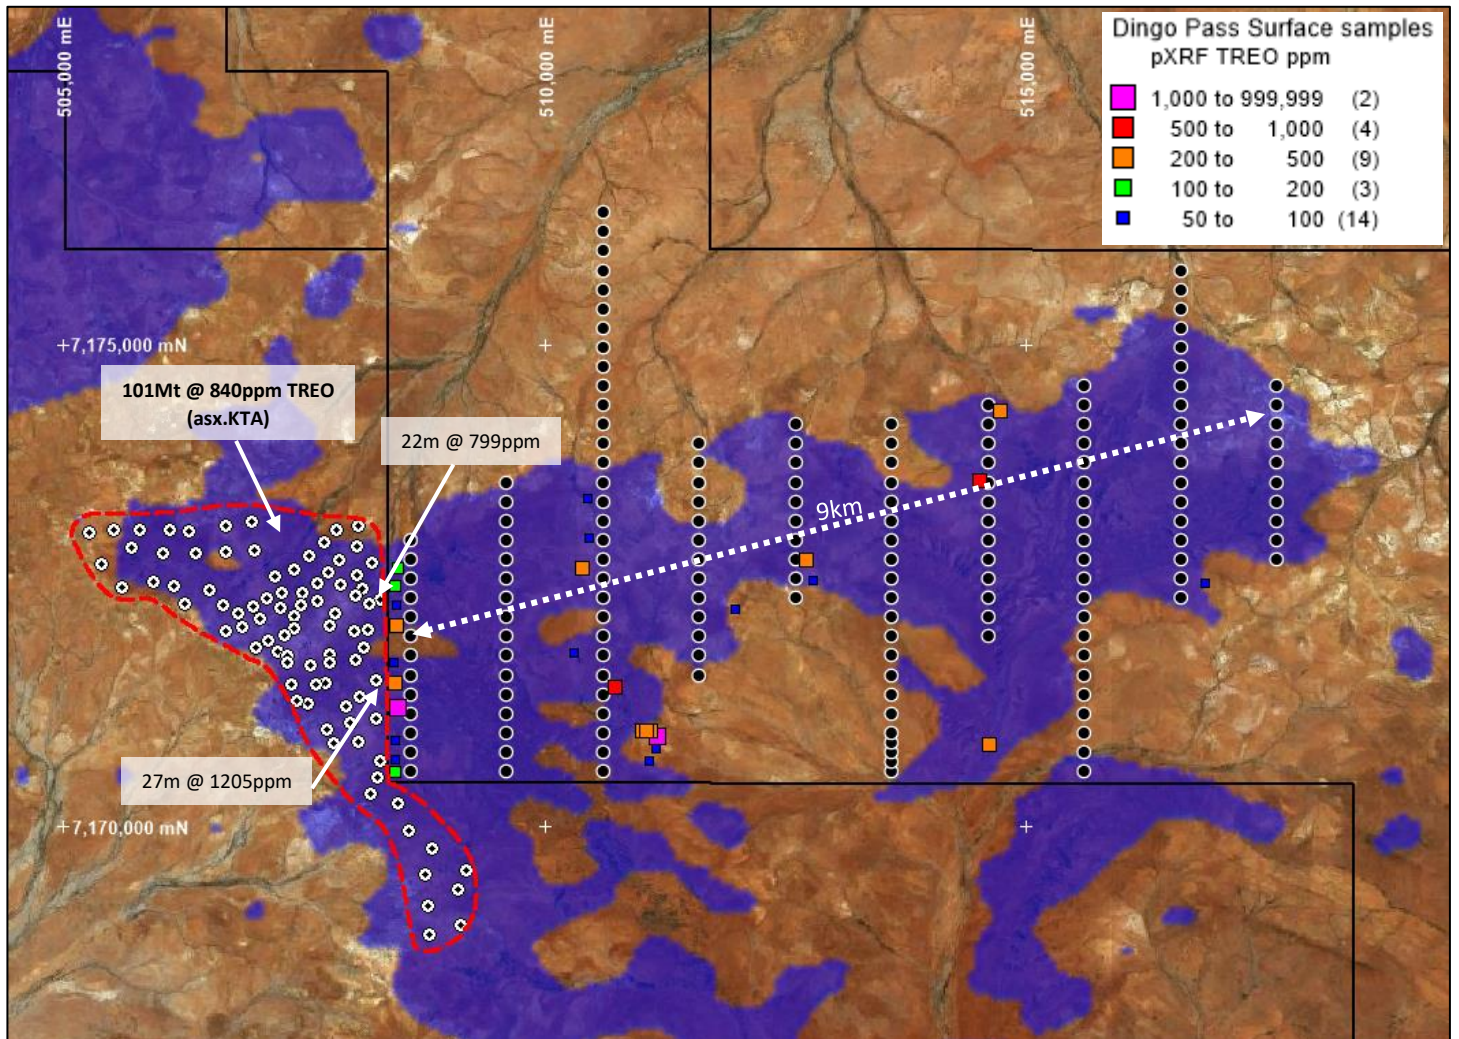 505,000 mE
510,000 mE
515,000 mE
Dingo Pass Surface samples
pXRF TREO ppm
1,000 to 999,999 (2)
500 to 1,000 (4)
200 to 500 (9)
100 to 200 (3)
50 to 100 (14)
+7,175,000 mN
101Mt @ 840ppm TREO
(asx.KTA)
22m @ 799ppm
9km
27m @ 1205ppm
+7,170,000 mN